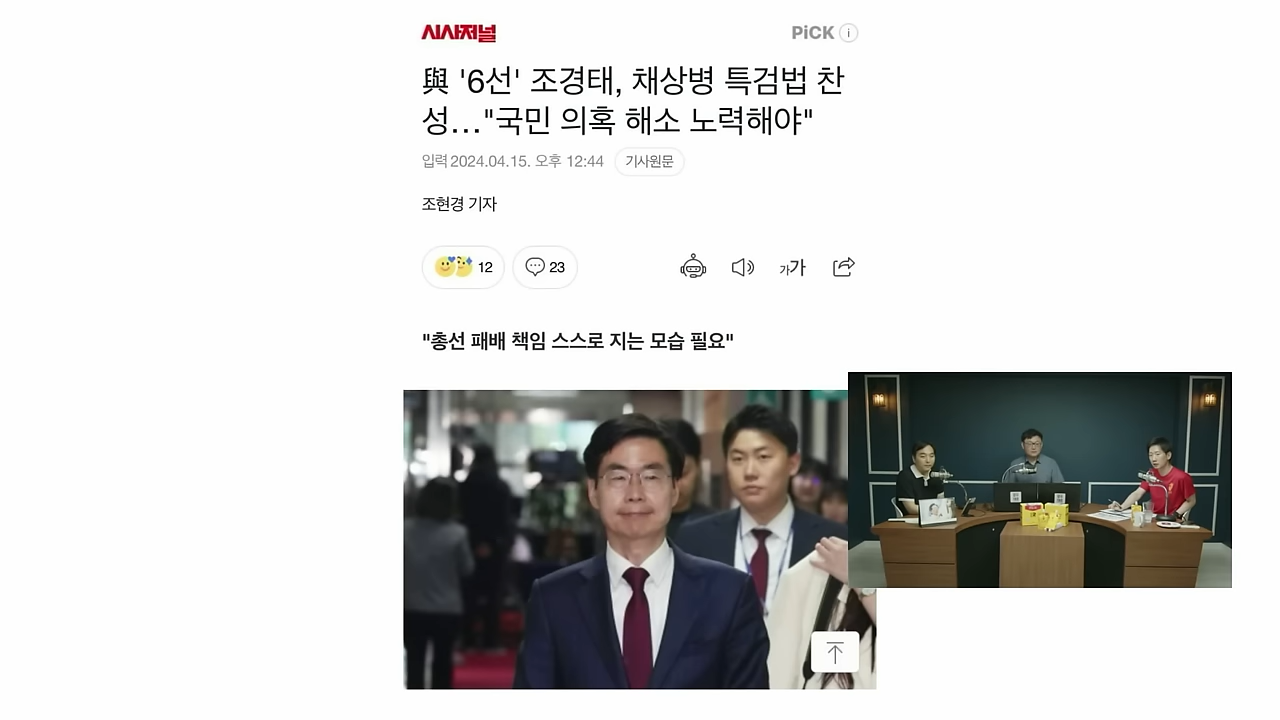 시사저널
PiCK i
與 '6선' 조경태, 채상병 특검법 찬
성…"국민 의혹 해소 노력해야"
입력 2024.04.15. 오후 12:44 기사원문
조현경 기자
12 23 가가
"총선 패배 책임 스스로 지는 모습 필요"